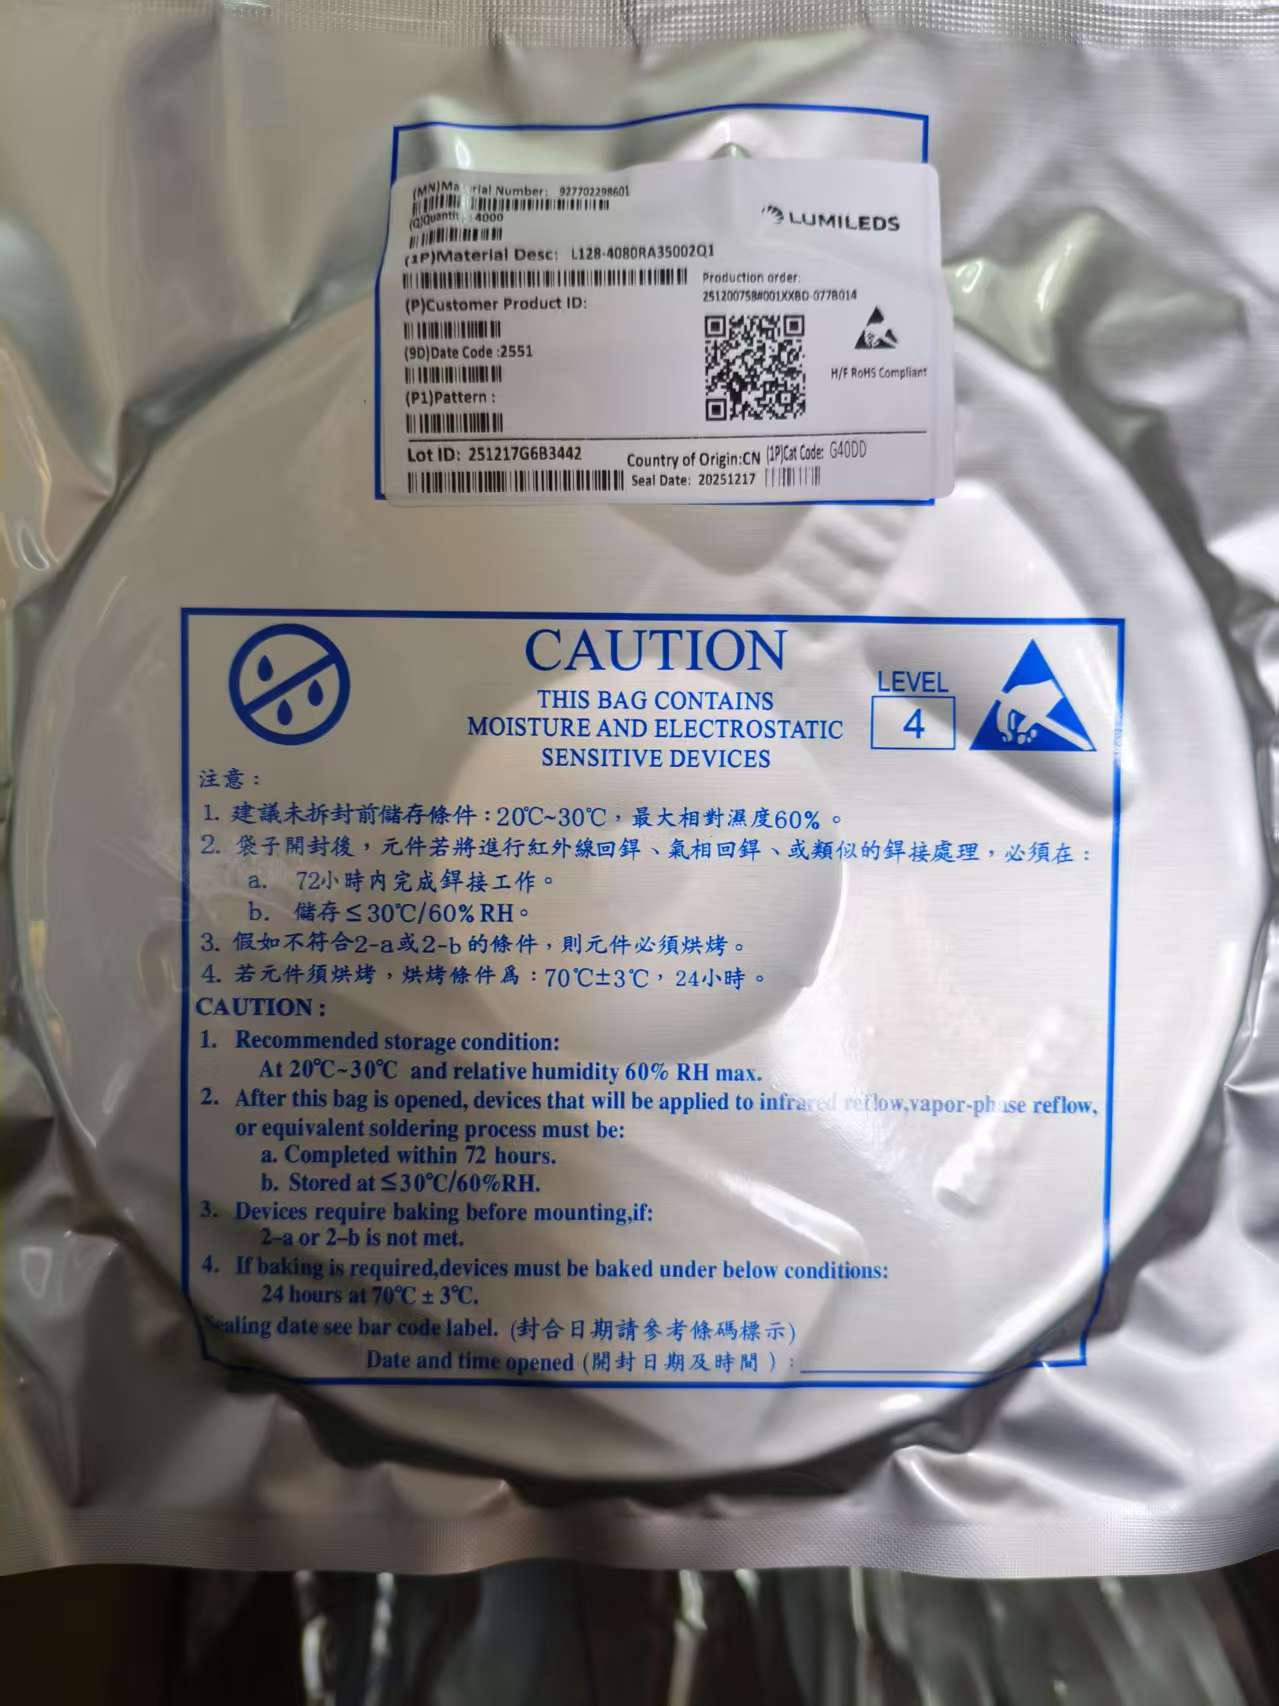 (MN)Material Number: 927702298601
(Q)Quantity: 4000
LUMILEDS
(1P)Material Desc: L128-4080RA35002Q1
Production order:
251200758#001XXBD-077B014
(P)Customer Product ID:
(9D)Date Code :2551
H/F RoHS Compliant
(P1)Pattern :
Lot ID: 251217G6B3442
Country of Origin:CN
(1P)Cat Code: G40DD
Seal Date: 20251217
CAUTION
THIS BAG CONTAINS
MOISTURE AND ELECTROSTATIC
SENSITIVE DEVICES
LEVEL
4
注意：
1. 建議未拆封前儲存條件：20℃~30℃，最大相對濕度60%。
2. 袋子開封後，元件若將進行紅外線回銲、氣相回銲、或類似的銲接處理，必須在：
a. 72小時内完成銲接工作。
b. 儲存≤30℃/60%RH。
3. 假如不符合2-a或2-b的條件，則元件必須烘烤。
4. 若元件須烘烤，烘烤條件爲：70℃±3℃，24小時。
CAUTION:
1. Recommended storage condition:
At 20℃~30℃ and relative humidity 60% RH max.
2. After this bag is opened, devices that will be applied to infrared reflow,vapor-phase reflow,
or equivalent soldering process must be:
a. Completed within 72 hours.
b. Stored at ≤30℃/60%RH.
3. Devices require baking before mounting,if:
2-a or 2-b is not met.
4. If baking is required,devices must be baked under below conditions:
24 hours at 70℃ ± 3℃.
Sealing date see bar code label. (封合日期請參考條碼標示)
Date and time opened (開封日期及時間)：